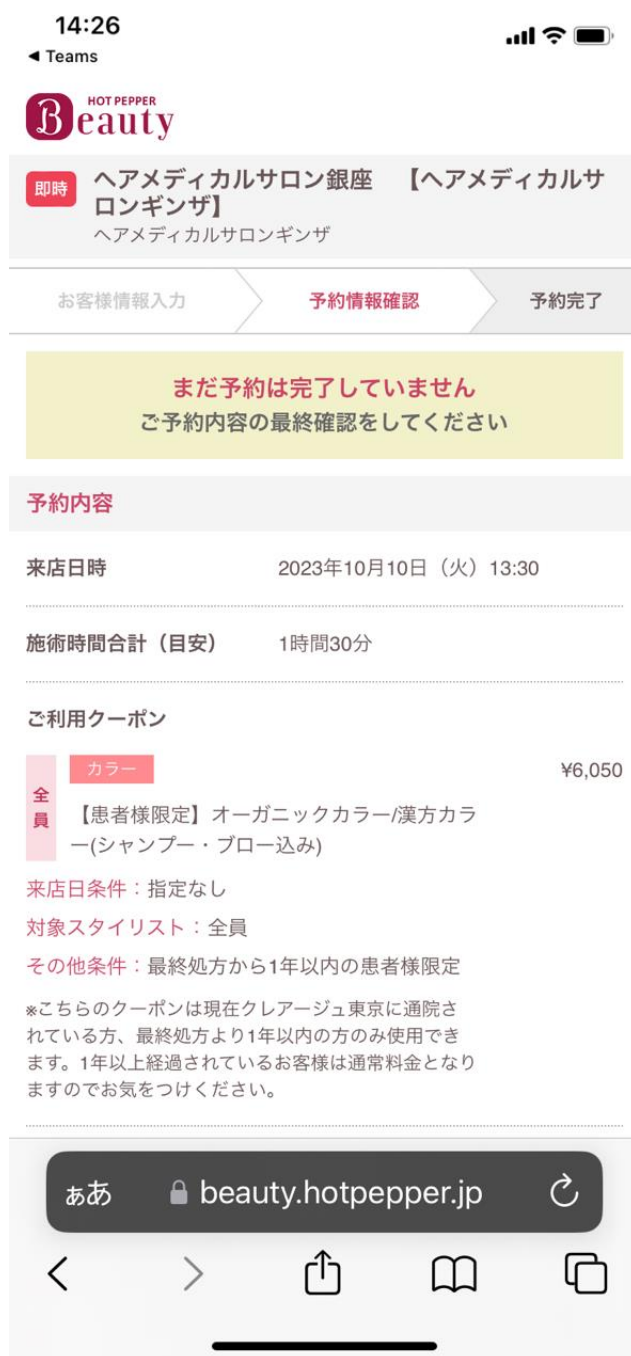 14:26
◀ Teams
HOT PEPPER
Beauty
即時
ヘアメディカルサロン銀座　【ヘアメディカルサ
ロンギンザ】
ヘアメディカルサロンギンザ
お客様情報入力
予約情報確認
予約完了
まだ予約は完了していません
ご予約内容の最終確認をしてください
予約内容
来店日時 2023年10月10日（火）13:30
施術時間合計（目安） 1時間30分
ご利用クーポン
全員
カラー ¥6,050
【患者様限定】オーガニックカラー/漢方カラ
ー(シャンプー・ブロー込み)
来店日条件：指定なし
対象スタイリスト：全員
その他条件：最終処方から1年以内の患者様限定
※こちらのクーポンは現在クレアージュ東京に通院さ
れている方、最終処方より1年以内の方のみ使用でき
ます。1年以上経過されているお客様は通常料金となり
ますのでお気をつけください。
ぁあ beauty.hotpepper.jp